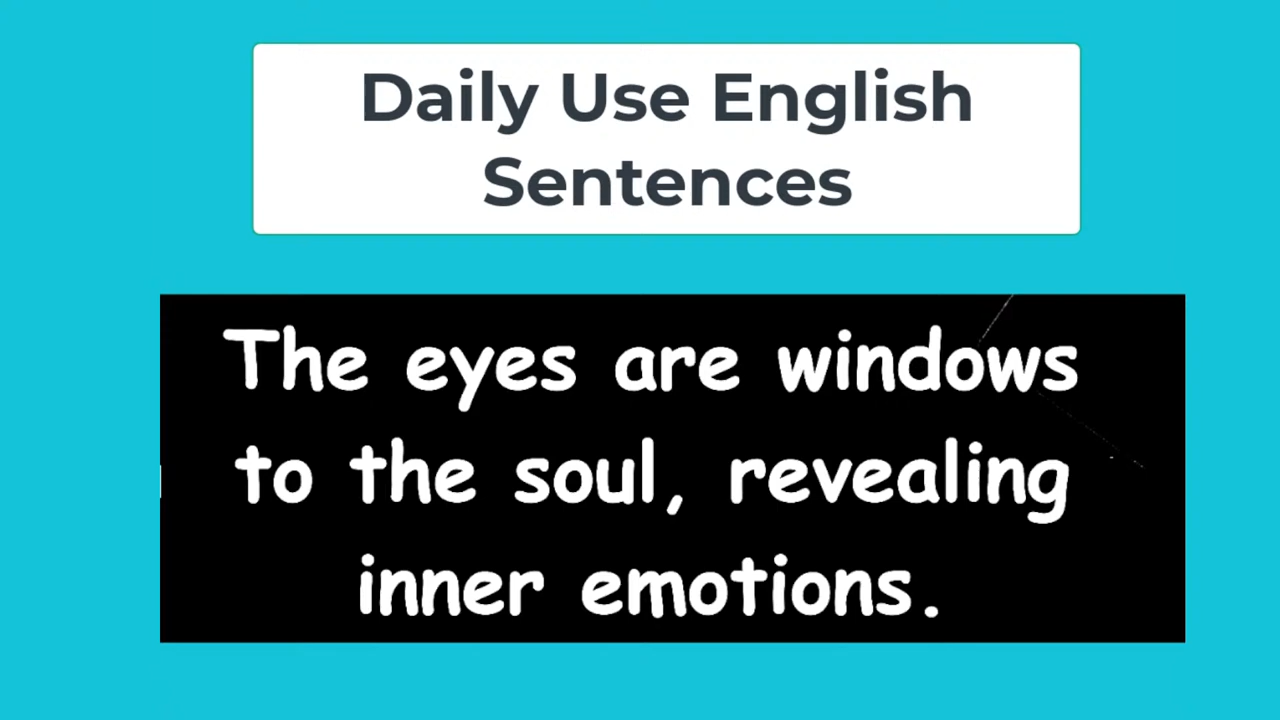 Daily Use English
Sentences
The eyes are windows
to the soul, revealing
inner emotions.